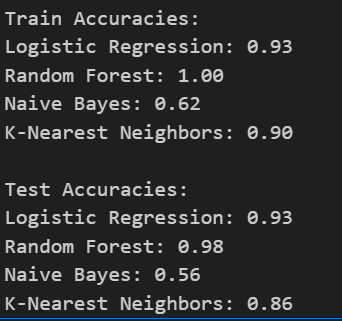 Train Accuracies:
Logistic Regression: 0.93
Random Forest: 1.00
Naive Bayes: 0.62
K-Nearest Neighbors: 0.90
Test Accuracies:
Logistic Regression: 0.93
Random Forest: 0.98
Naive Bayes: 0.56
K-Nearest Neighbors: 0.86